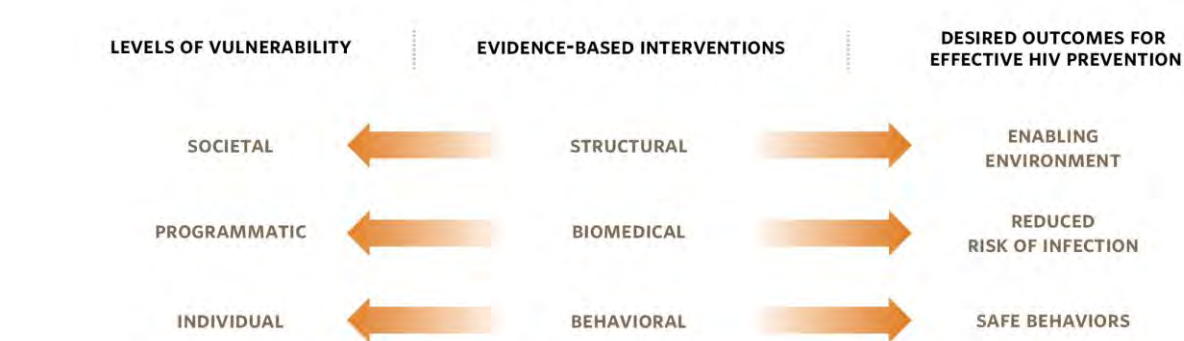 LEVELS OF VULNERABILITY
EVIDENCE-BASED INTERVENTIONS
DESIRED OUTCOMES FOR
EFFECTIVE HIV PREVENTION
SOCIETAL
STRUCTURAL
ENABLING
ENVIRONMENT
PROGRAMMATIC
BIOMEDICAL
REDUCED
RISK OF INFECTION
INDIVIDUAL
BEHAVIORAL
SAFE BEHAVIORS